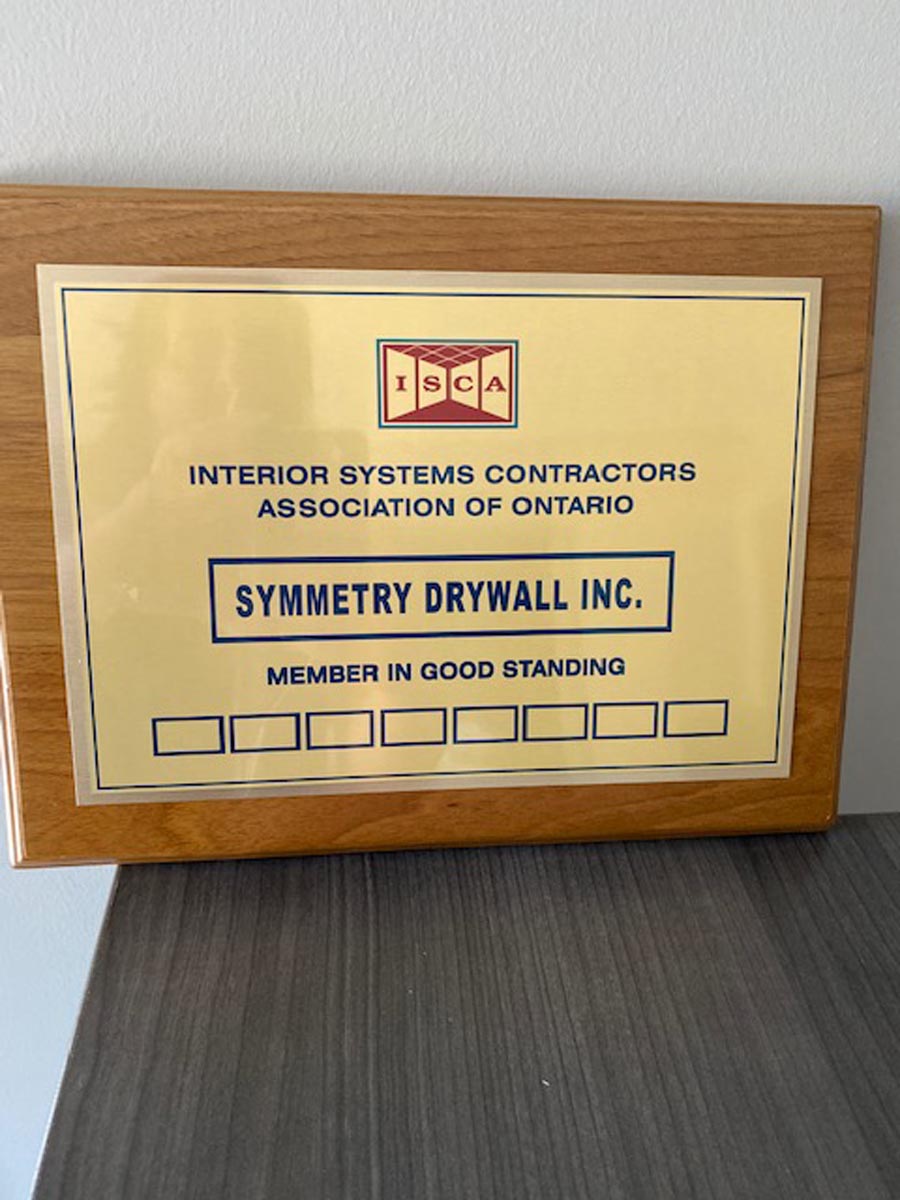 ISCA
INTERIOR SYSTEMS CONTRACTORS
ASSOCIATION OF ONTARIO
SYMMETRY DRYWALL INC.
MEMBER IN GOOD STANDING